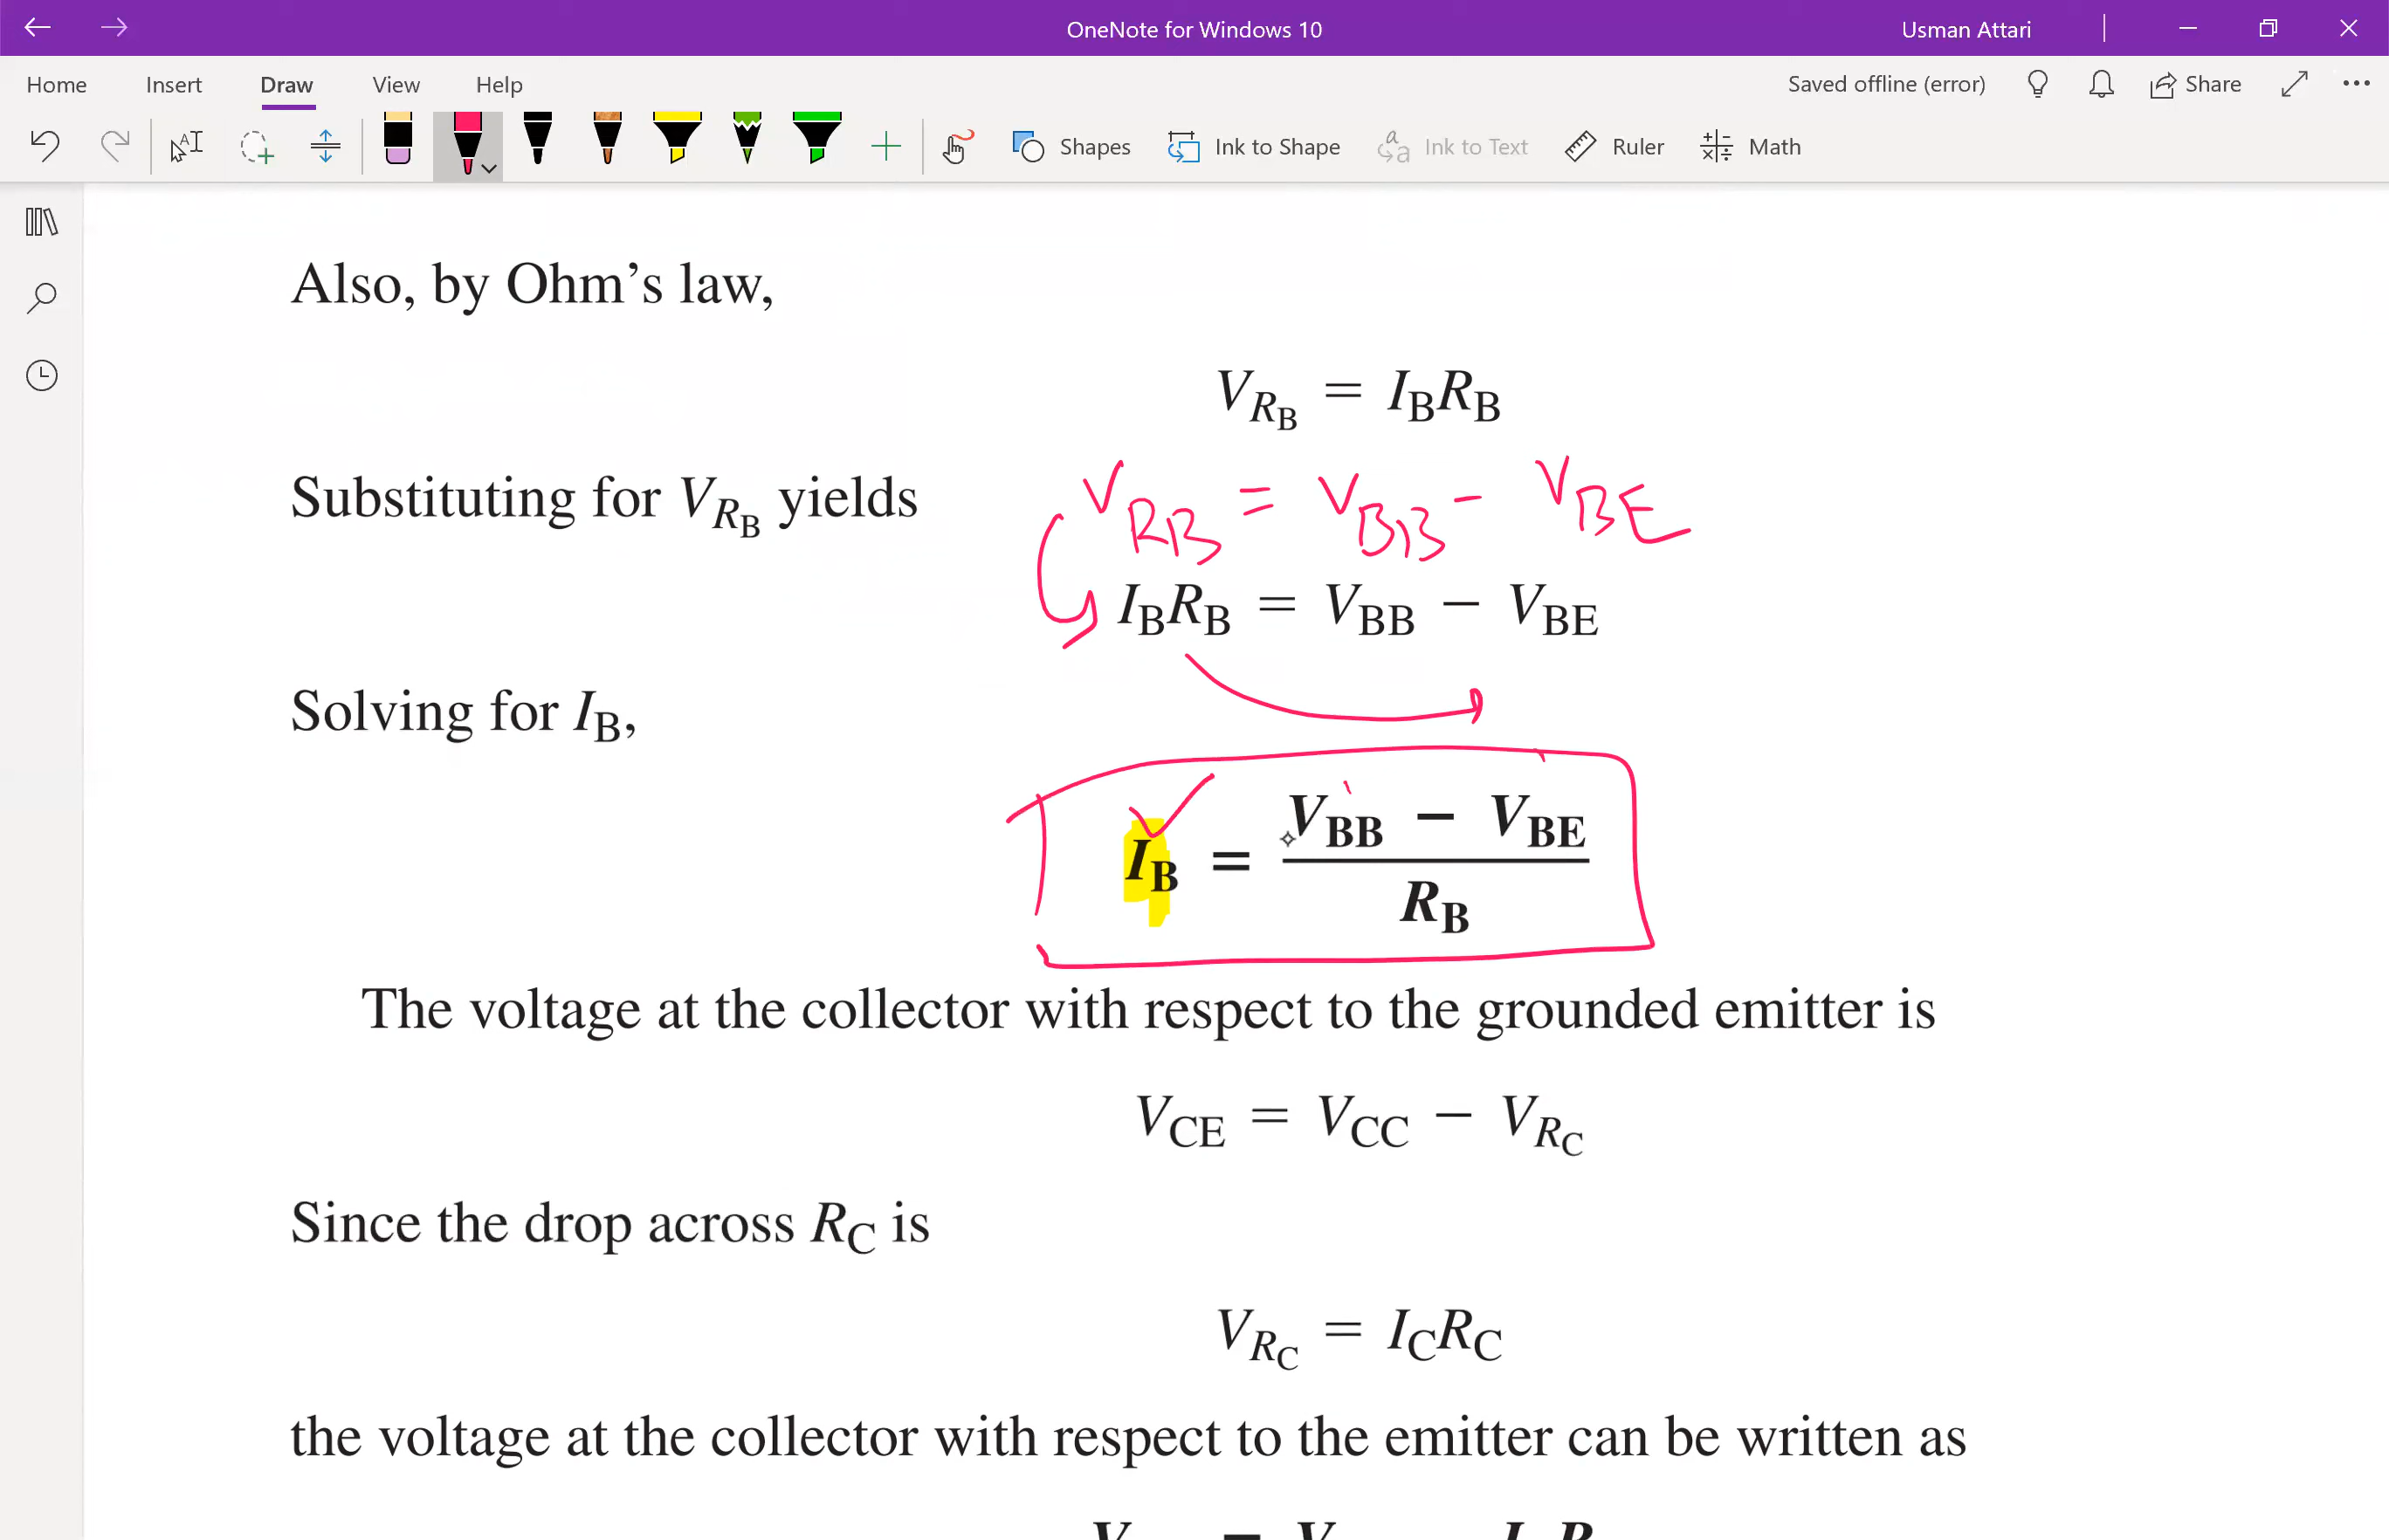 OneNote for Windows 10 Usman Attari
Home Insert Draw View Help Saved offline (error) Share
Shapes Ink to Shape Ink to Text Ruler Math
Also, by Ohm's law,
V_{R_B} = I_B R_B
V_{RB} = V_{BB} - V_{BE}
Substituting for V_{R_B} yields
I_B R_B = V_{BB} − V_{BE}
Solving for I_B,
I_B = \frac{V_{BB} − V_{BE}}{R_B}
The voltage at the collector with respect to the grounded emitter is
V_{CE} = V_{CC} − V_{R_C}
Since the drop across R_C is
V_{R_C} = I_C R_C
the voltage at the collector with respect to the emitter can be written as